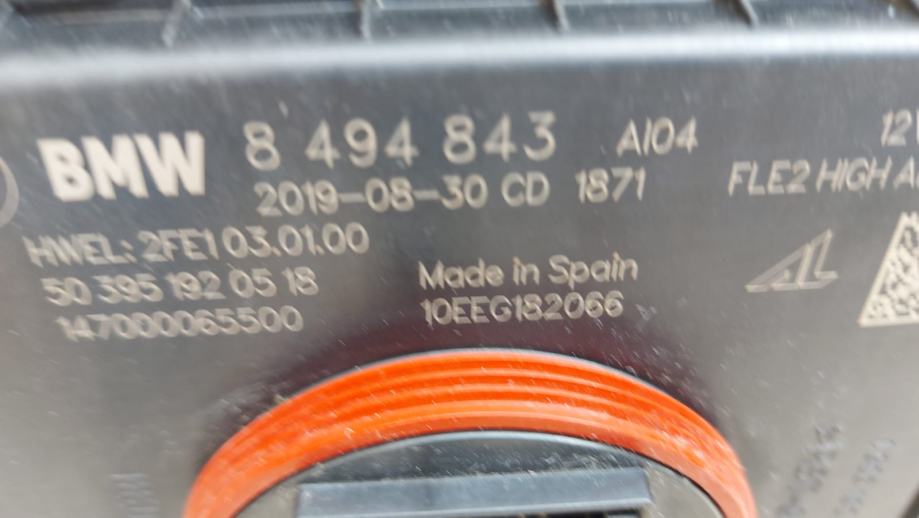 BMW 8 494 843 AI04 12
2019-08-30 CD 1871 FLE2 HIGH
HWEL: 2FE1 03.01.00
50 395 192 05 18 Made in Spain
147000065500 10EEG182066